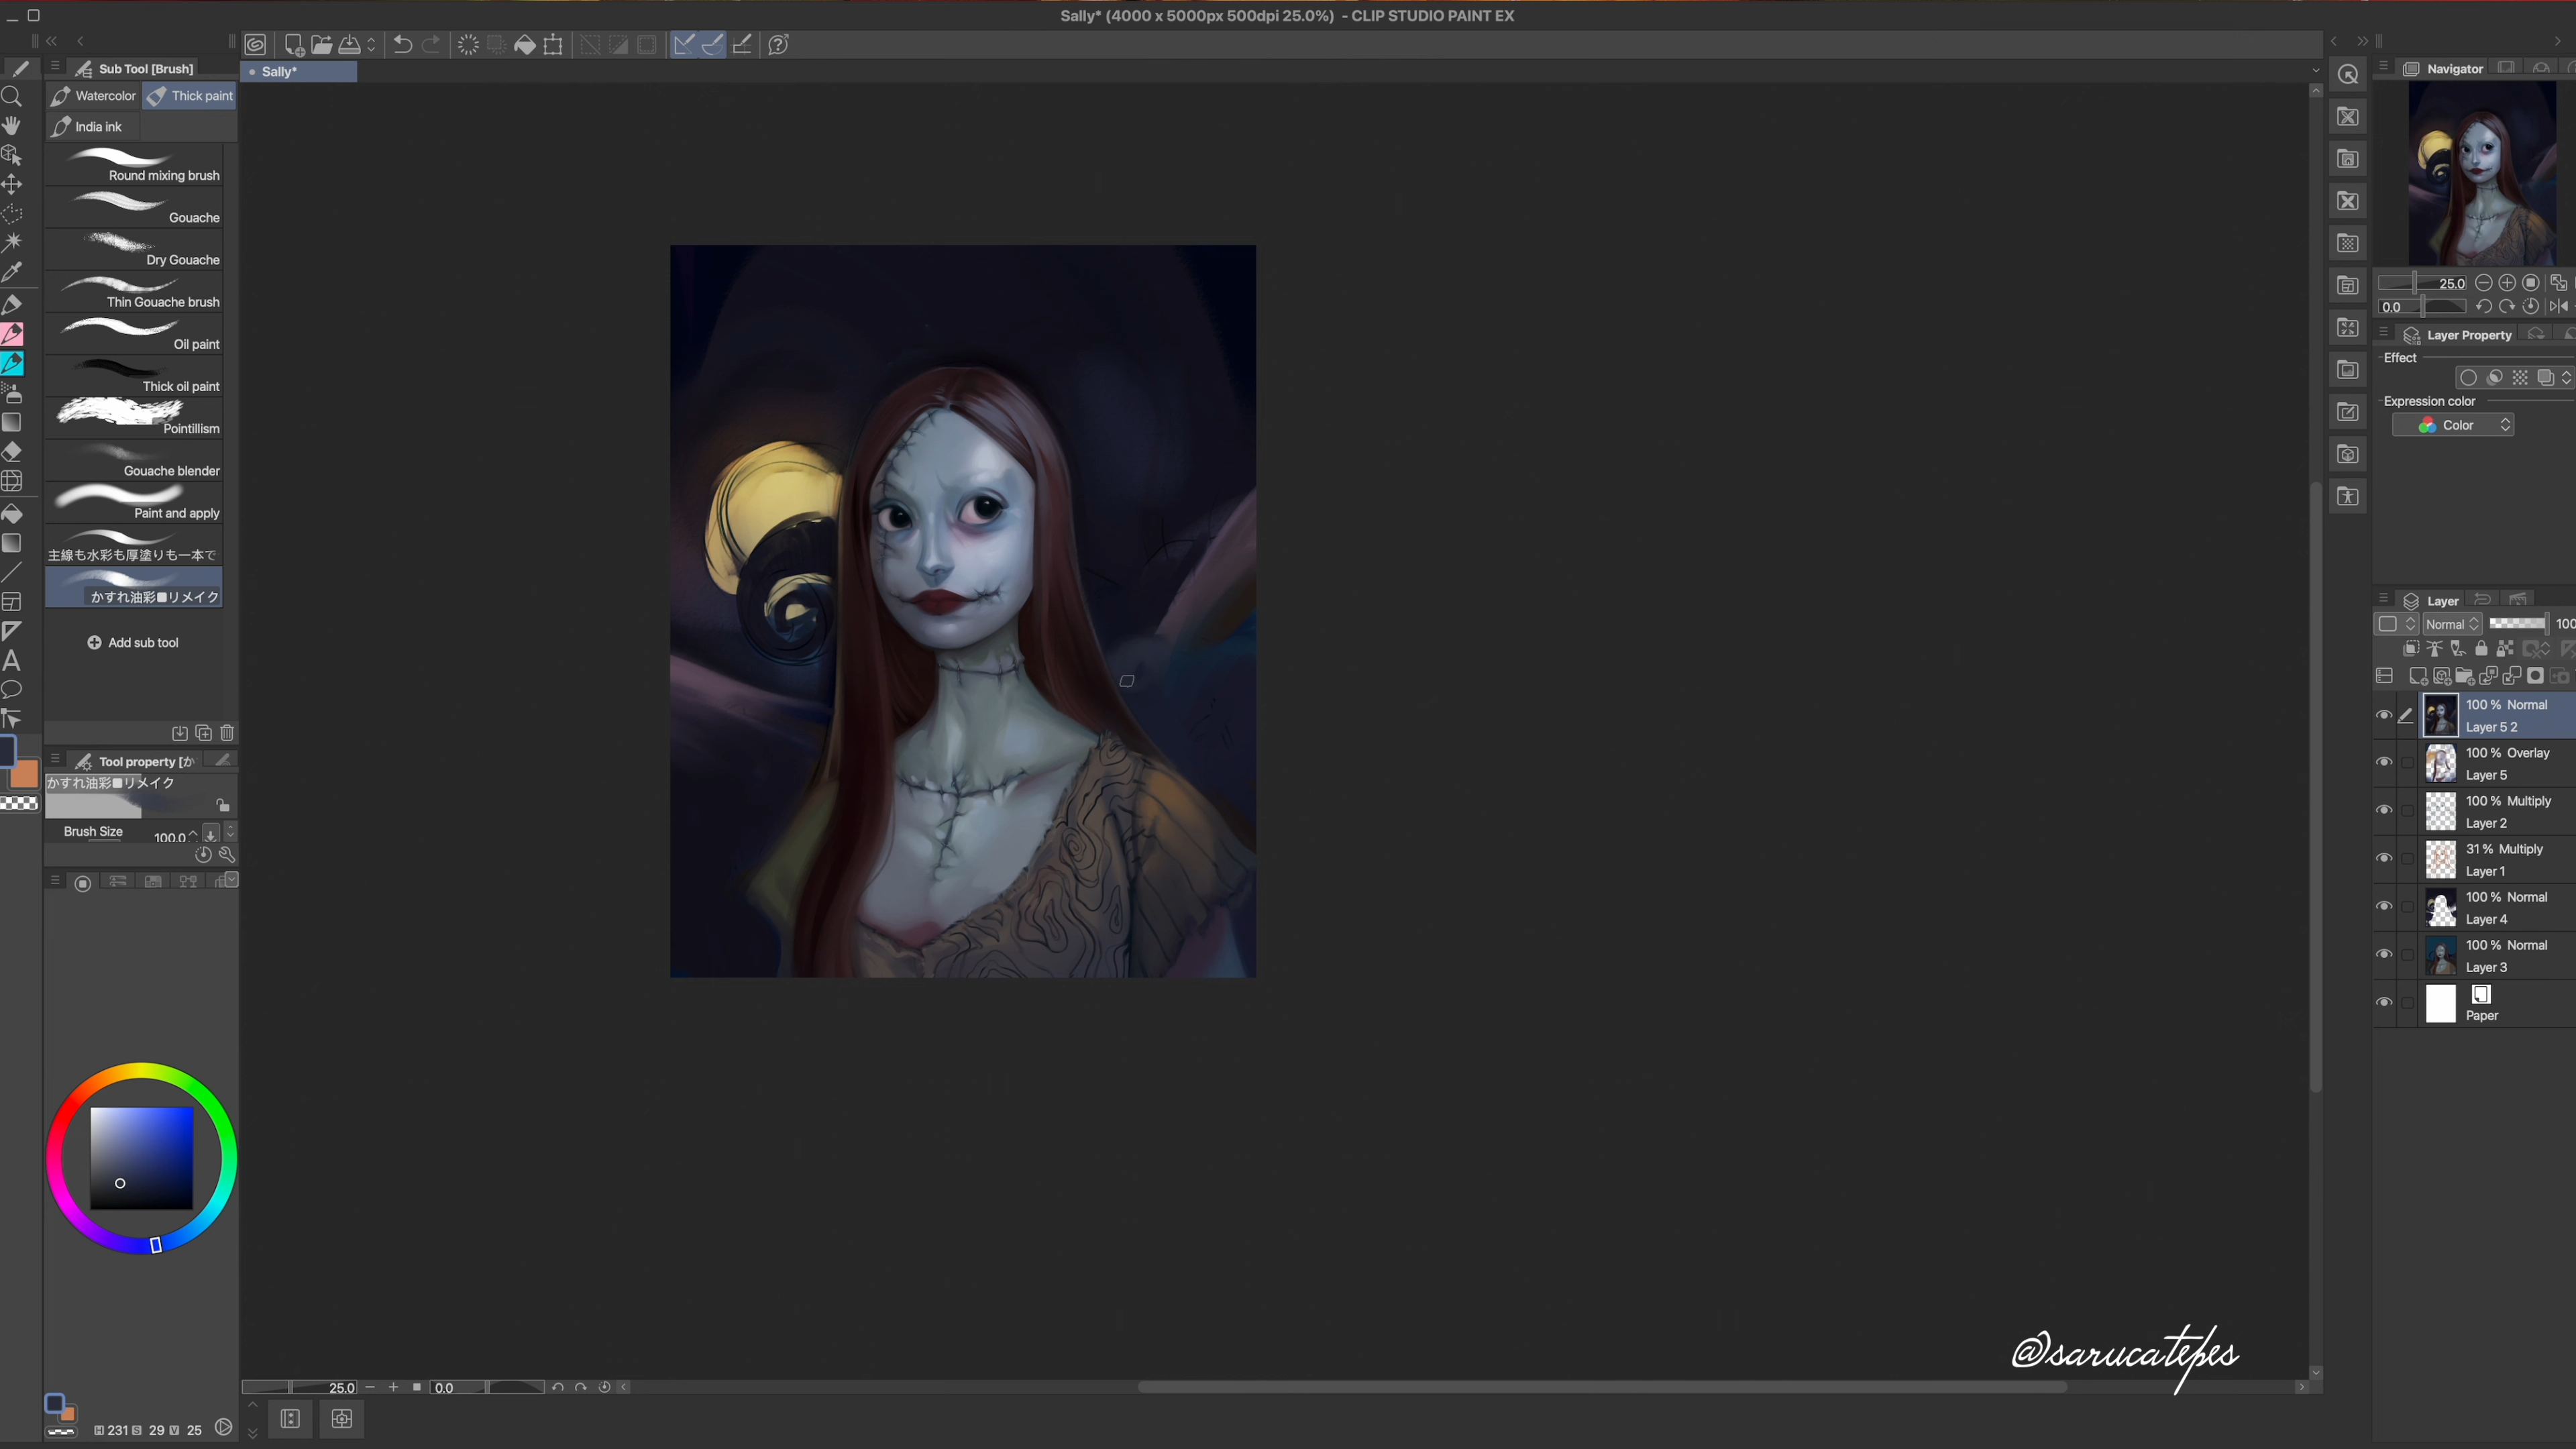 Sally* (4000 x 5000px 500dpi 25.0%) - CLIP STUDIO PAINT EX
Sub Tool [Brush]
Sally*
Watercolor
Thick paint
India ink
Round mixing brush
Gouache
Dry Gouache
Thin Gouache brush
Oil paint
Thick oil paint
Pointillism
Gouache blender
Paint and apply
主線も水彩も厚塗りも一本で
かすれ油彩■リメイク
Add sub tool
Tool property [か
かすれ油彩■リメイク
Brush Size
100.0
H 231 S 29 V 25
25.0
0.0
@sarucatepes
Navigator
25.0
0.0
Layer Property
Effect
Expression color
Color
Layer
Normal
100
100 % Normal
Layer 5 2
100 % Overlay
Layer 5
100 % Multiply
Layer 2
31 % Multiply
Layer 1
100 % Normal
Layer 4
100 % Normal
Layer 3
Paper